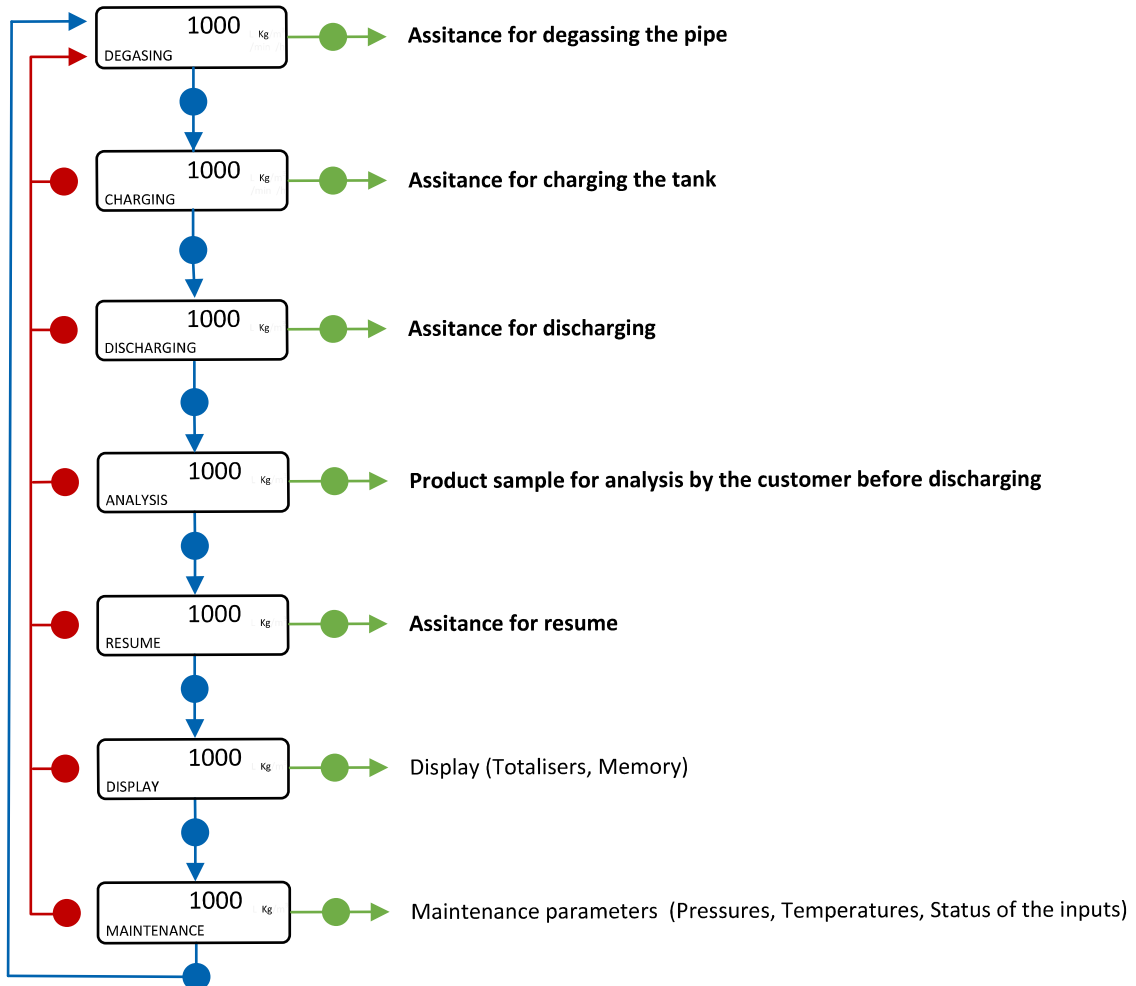 1000 Kg
DEGASING
Assitance for degassing the pipe
1000 Kg
CHARGING
Assitance for charging the tank
1000 Kg
DISCHARGING
Assitance for discharging
1000 Kg
ANALYSIS
Product sample for analysis by the customer before discharging
1000 Kg
RESUME
Assitance for resume
1000 Kg
DISPLAY
Display (Totalisers, Memory)
1000 Kg
MAINTENANCE
Maintenance parameters (Pressures, Temperatures, Status of the inputs)